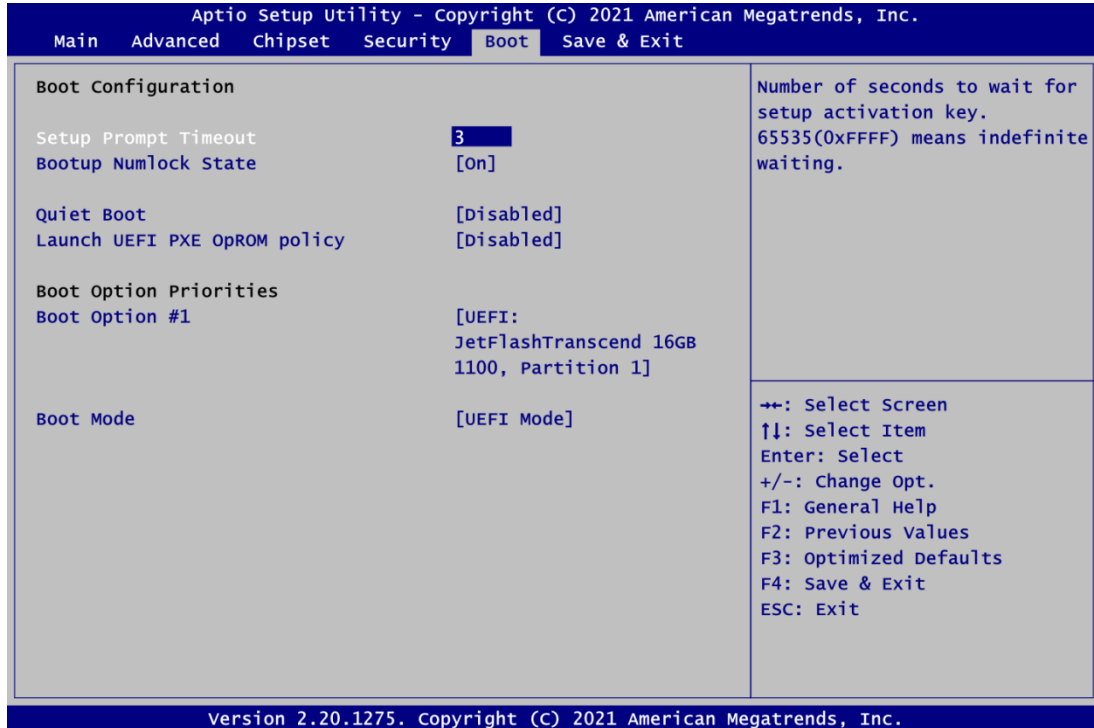 Aptio Setup Utility - Copyright (C) 2021 American Megatrends, Inc.
Main Advanced Chipset Security Boot Save & Exit
Boot Configuration
Setup Prompt Timeout 3
Bootup Numlock State [On]
Quiet Boot [Disabled]
Launch UEFI PXE OpROM policy [Disabled]
Boot Option Priorities
Boot Option #1 [UEFI:
JetFlashTranscend 16GB
1100, Partition 1]
Boot Mode [UEFI Mode]
Number of seconds to wait for
setup activation key.
65535(0xFFFF) means indefinite
waiting.
→←: Select Screen
↑↓: Select Item
Enter: Select
+/-: Change Opt.
F1: General Help
F2: Previous Values
F3: Optimized Defaults
F4: Save & Exit
ESC: Exit
Version 2.20.1275. Copyright (C) 2021 American Megatrends, Inc.